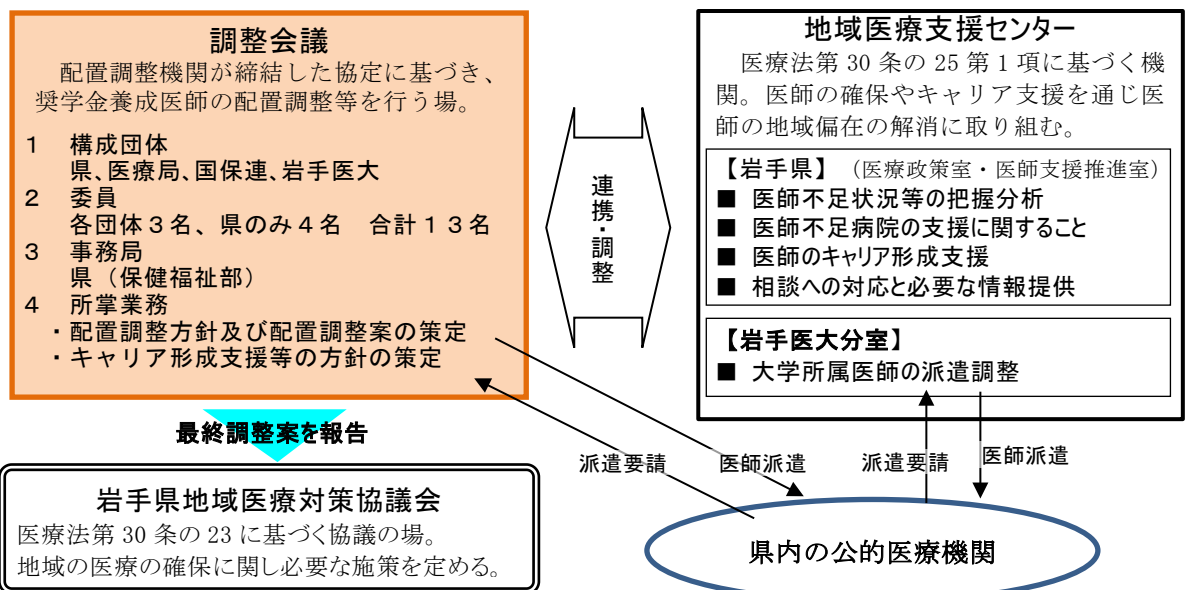 調整会議
配置調整機関が締結した協定に基づき、
奨学金養成医師の配置調整等を行う場。
1 構成団体
県、医療局、国保連、岩手医大
2 委員
各団体3名、県のみ4名 合計13名
3 事務局
県（保健福祉部）
4 所掌業務
・配置調整方針及び配置調整案の策定
・キャリア形成支援等の方針の策定
連携・調整
地域医療支援センター
医療法第 30 条の 25 第 1 項に基づく機
関。医師の確保やキャリア支援を通じ医
師の地域偏在の解消に取り組む。
【岩手県】（医療政策室・医師支援推進室）
■ 医師不足状況等の把握分析
■ 医師不足病院の支援に関すること
■ 医師のキャリア形成支援
■ 相談への対応と必要な情報提供
【岩手医大分室】
■ 大学所属医師の派遣調整
最終調整案を報告
派遣要請
医師派遣
派遣要請
医師派遣
岩手県地域医療対策協議会
医療法第 30 条の 23 に基づく協議の場。
地域の医療の確保に関し必要な施策を定める。
県内の公的医療機関